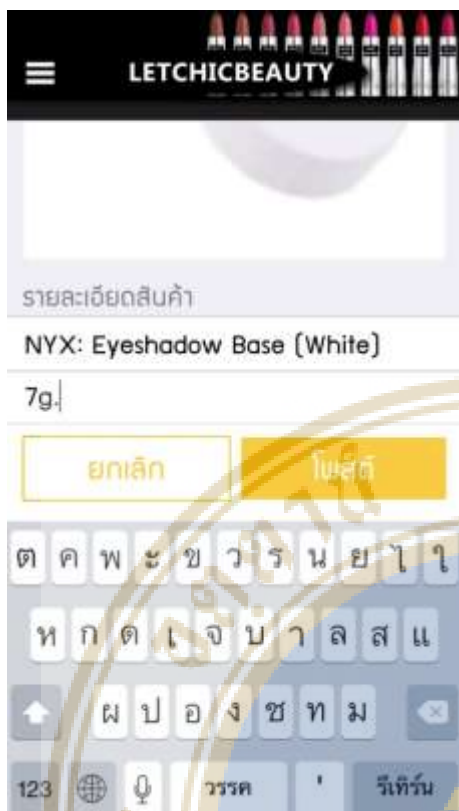 LETCHICBEAUTY
รายละเอียดสินค้า
NYX: Eyeshadow Base (White)
7g.
ยกเลิก โพสต์
ต ค พ ะ ข ว ร น ย ไ ใ
ห ก ด เ จ บ า ล ส แ
ผ ป อ ง ช ท ม
123 วรรค ' รีเทิร์น